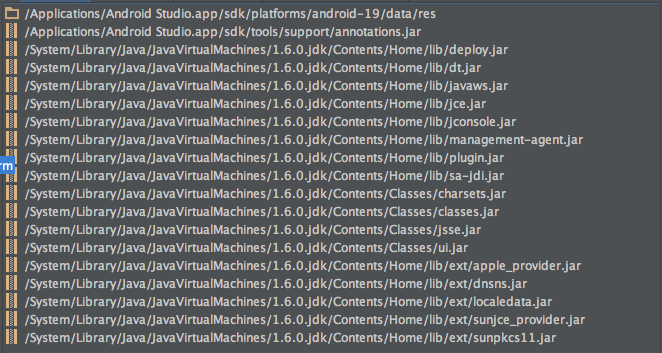 /Applications/Android Studio.app/sdk/platforms/android-19/data/res
/Applications/Android Studio.app/sdk/tools/support/annotations.jar
/System/Library/Java/JavaVirtualMachines/1.6.0.jdk/Contents/Home/lib/deploy.jar
/System/Library/Java/JavaVirtualMachines/1.6.0.jdk/Contents/Home/lib/dt.jar
/System/Library/Java/JavaVirtualMachines/1.6.0.jdk/Contents/Home/lib/javaws.jar
/System/Library/Java/JavaVirtualMachines/1.6.0.jdk/Contents/Home/lib/jce.jar
/System/Library/Java/JavaVirtualMachines/1.6.0.jdk/Contents/Home/lib/jconsole.jar
/System/Library/Java/JavaVirtualMachines/1.6.0.jdk/Contents/Home/lib/management-agent.jar
/System/Library/Java/JavaVirtualMachines/1.6.0.jdk/Contents/Home/lib/plugin.jar
rm
/System/Library/Java/JavaVirtualMachines/1.6.0.jdk/Contents/Home/lib/sa-jdi.jar
/System/Library/Java/JavaVirtualMachines/1.6.0.jdk/Contents/Classes/charsets.jar
/System/Library/Java/JavaVirtualMachines/1.6.0.jdk/Contents/Classes/classes.jar
/System/Library/Java/JavaVirtualMachines/1.6.0.jdk/Contents/Classes/jsse.jar
/System/Library/Java/JavaVirtualMachines/1.6.0.jdk/Contents/Classes/ui.jar
/System/Library/Java/JavaVirtualMachines/1.6.0.jdk/Contents/Home/lib/ext/apple_provider.jar
/System/Library/Java/JavaVirtualMachines/1.6.0.jdk/Contents/Home/lib/ext/dnsns.jar
/System/Library/Java/JavaVirtualMachines/1.6.0.jdk/Contents/Home/lib/ext/localedata.jar
/System/Library/Java/JavaVirtualMachines/1.6.0.jdk/Contents/Home/lib/ext/sunjce_provider.jar
/System/Library/Java/JavaVirtualMachines/1.6.0.jdk/Contents/Home/lib/ext/sunpkcs11.jar